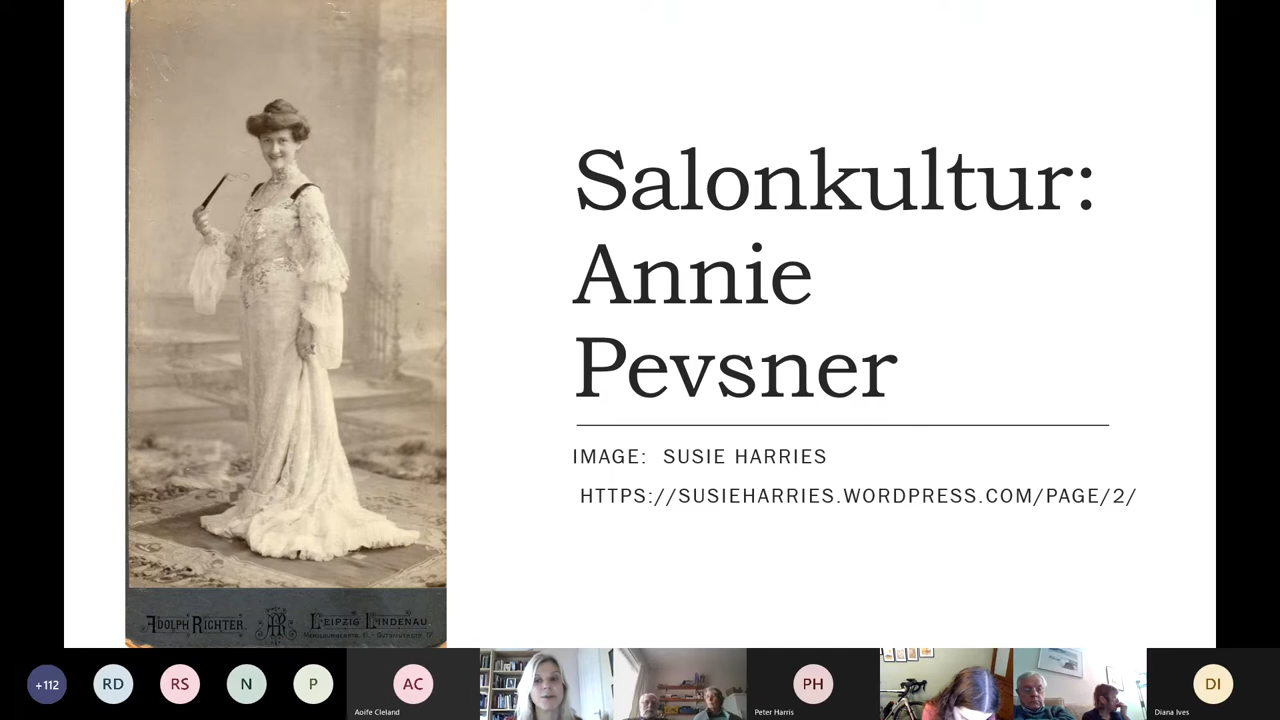 Salonkultur:
Annie
Pevsner
IMAGE: SUSIE HARRIES
HTTPS://SUSIEHARRIES.WORDPRESS.COM/PAGE/2/
ADOLPH RICHTER. AR LEIPZIG LINDENAU.
+112
RD
RS
N
P
AC
Aoife Cleland
PH
Peter Harris
DI
Diana Ives